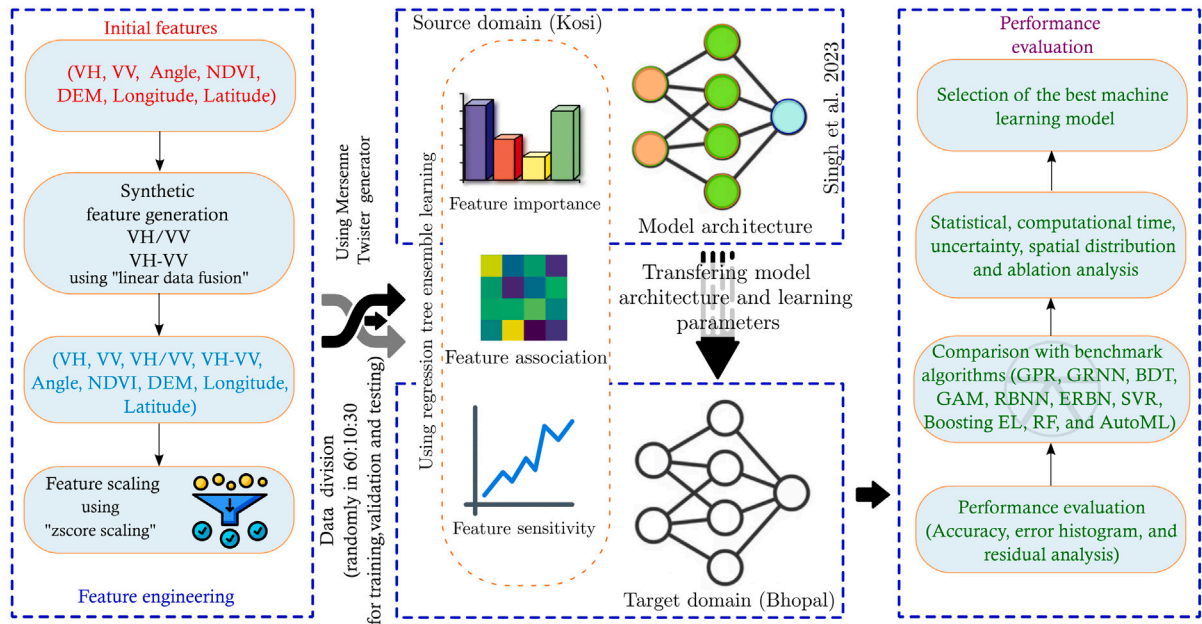 Initial features
(VH, VV, Angle, NDVI,
DEM, Longitude, Latitude)
Synthetic
feature generation
VH/VV
VH-VV
using "linear data fusion"
(VH, VV, VH/VV, VH-VV,
Angle, NDVI, DEM, Longitude,
Latitude)
Feature scaling
using
"zscore scaling"
Feature engineering
Using Mersenne
Twister generator
Data division
(randomly in 60:10:30
for training,validation and testing)
Source domain (Kosi)
Using regression tree ensemble learning
Feature importance
Feature association
Feature sensitivity
Model architecture
Singh et al. 2023
Transfering model
architecture and learning
parameters
Target domain (Bhopal)
Performance
evaluation
Selection of the best machine
learning model
Statistical, computational time,
uncertainty, spatial distribution
and ablation analysis
Comparison with benchmark
algorithms (GPR, GRNN, BDT,
GAM, RBNN, ERBN, SVR,
Boosting EL, RF, and AutoML)
Performance evaluation
(Accuracy, error histogram, and
residual analysis)